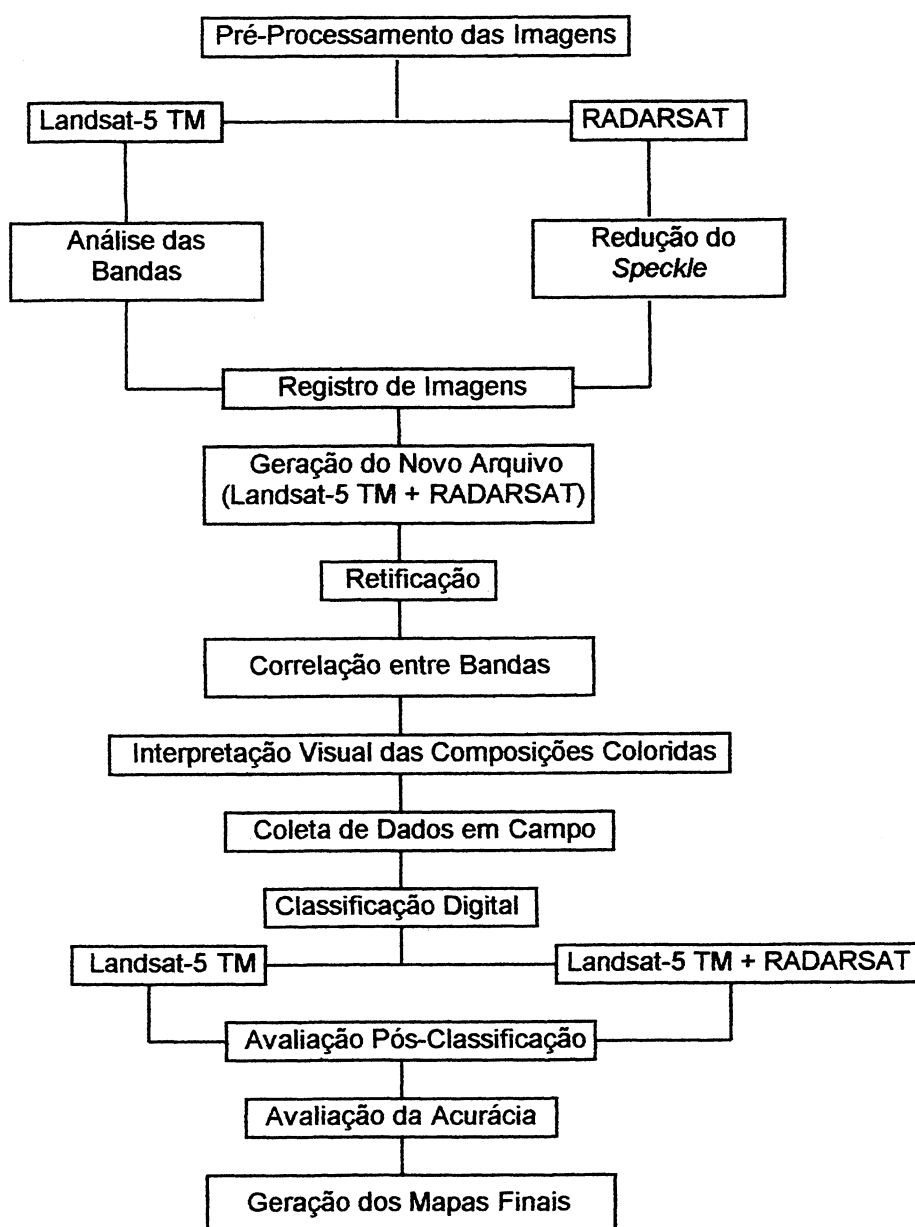 Pré-Processamento das Imagens
Landsat-5 TM
RADARSAT
Análise das
Bandas
Redução do
Speckle
Registro de Imagens
Geração do Novo Arquivo
(Landsat-5 TM + RADARSAT)
Retificação
Correlação entre Bandas
Interpretação Visual das Composições Coloridas
Coleta de Dados em Campo
Classificação Digital
Landsat-5 TM
Landsat-5 TM + RADARSAT
Avaliação Pós-Classificação
Avaliação da Acurácia
Geração dos Mapas Finais